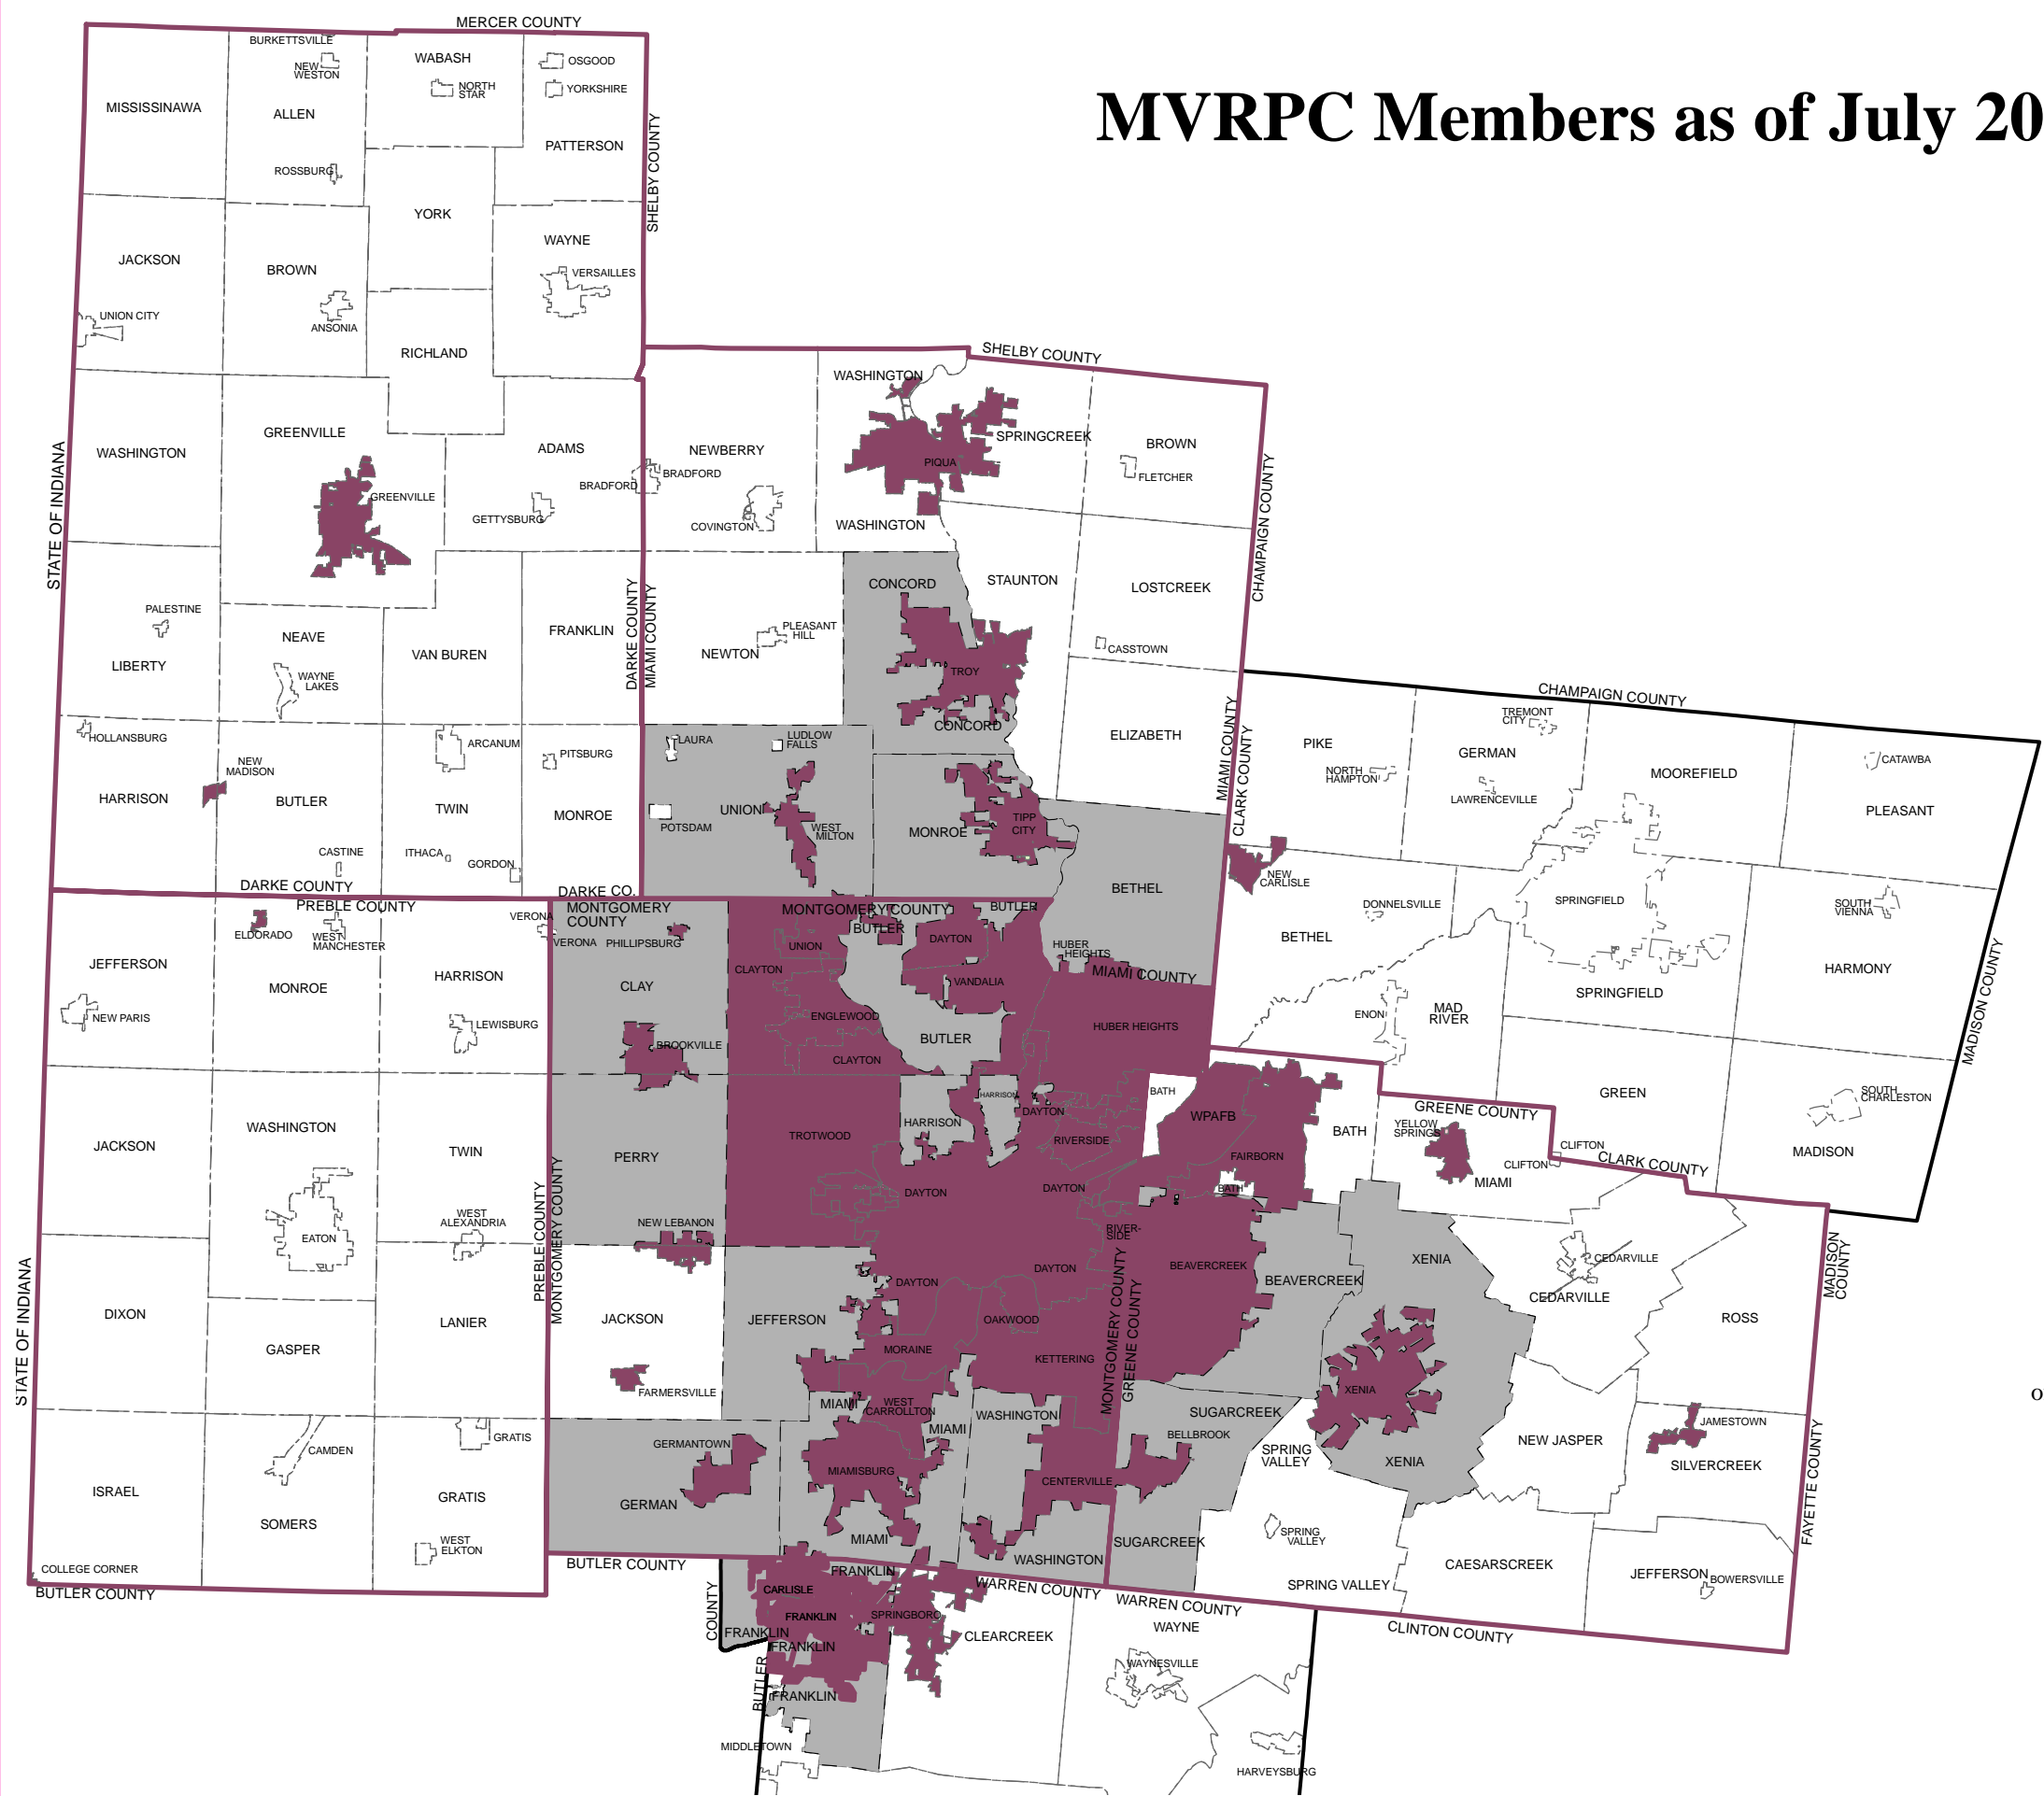 MERCER COUNTY
MVRPC Members as of July 20
BURKETTSVILLE
NEW
WESTON
WABASH
OSGOOD
NORTH
STAR
YORKSHIRE
MISSISSINAWA
ALLEN
PATTERSON
ROSSBURG
SHELBY COUNTY
YORK
WAYNE
JACKSON
BROWN
VERSAILLES
UNION CITY
ANSONIA
RICHLAND
SHELBY COUNTY
WASHINGTON
GREENVILLE
SPRINGCREEK
BROWN
WASHINGTON
ADAMS
NEWBERRY
PIQUA
BRADFORD
BRADFORD
FLETCHER
GREENVILLE
GETTYSBURG
COVINGTON
WASHINGTON
STATE OF INDIANA
CHAMPAIGN COUNTY
CONCORD
STAUNTON
LOSTCREEK
PALESTINE
NEAVE
FRANKLIN
DARKE COUNTY
MIAMI COUNTY
PLEASANT
HILL
NEWTON
CASSTOWN
LIBERTY
VAN BUREN
WAYNE
LAKES
TROY
CHAMPAIGN COUNTY
TREMONT
CITY
CONCORD
HOLLANSBURG
ARCANUM
LAURA
LUDLOW
FALLS
ELIZABETH
MIAMI COUNTY
CLARK COUNTY
PIKE
GERMAN
PITSBURG
NEW
MADISON
NORTH
HAMPTON
MOOREFIELD
CATAWBA
HARRISON
BUTLER
TWIN
MONROE
UNION
POTSDAM
WEST
MILTON
MONROE
TIPP
CITY
LAWRENCEVILLE
PLEASANT
CASTINE
ITHACA
GORDON
NEW
CARLISLE
DARKE COUNTY
DARKE CO.
BETHEL
PREBLE COUNTY
MONTGOMERY
COUNTY
MONTGOMERY COUNTY
BUTLER
DONNELSVILLE
SPRINGFIELD
SOUTH
VIENNA
VERONA
VERONA
ELDORADO
WEST
MANCHESTER
PHILLIPSBURG
UNION
BUTLER
DAYTON
HUBER
HEIGHTS
BETHEL
JEFFERSON
MONROE
HARRISON
CLAY
CLAYTON
VANDALIA
MIAMI COUNTY
HARMONY
MADISON COUNTY
SPRINGFIELD
NEW PARIS
LEWISBURG
ENGLEWOOD
HUBER HEIGHTS
ENON
MAD
RIVER
BROOKVILLE
BUTLER
CLAYTON
GREEN
SOUTH
CHARLESTON
BATH
HARRISON
DAYTON
WPAFB
GREENE COUNTY
JACKSON
WASHINGTON
TWIN
PERRY
TROTWOOD
HARRISON
RIVERSIDE
FAIRBORN
BATH
YELLOW
SPRINGS
CLIFTON
CLIFTON
CLARK COUNTY
MADISON
MIAMI
DAYTON
DAYTON
BATH
PREBLE COUNTY
MONTGOMERY COUNTY
WEST
ALEXANDRIA
NEW LEBANON
EATON
RIVER-
SIDE
XENIA
CEDARVILLE
MADISON
COUNTY
DAYTON
DAYTON
BEAVERCREEK
BEAVERCREEK
CEDARVILLE
STATE OF INDIANA
DIXON
LANIER
JACKSON
JEFFERSON
OAKWOOD
MONTGOMERY COUNTY
GREENE COUNTY
ROSS
GASPER
MORAINE
KETTERING
FARMERSVILLE
XENIA
o
MIAMI
WEST
CARROLLTON
WASHINGTON
SUGARCREEK
JAMESTOWN
GRATIS
GERMANTOWN
MIAMI
BELLBROOK
SPRING
VALLEY
XENIA
NEW JASPER
SILVERCREEK
CAMDEN
MIAMISBURG
CENTERVILLE
ISRAEL
GRATIS
GERMAN
FAYETTE COUNTY
SOMERS
WEST
ELKTON
MIAMI
WASHINGTON
SUGARCREEK
SPRING
VALLEY
CAESARSCREEK
JEFFERSON
BOWERSVILLE
COLLEGE CORNER
BUTLER COUNTY
BUTLER COUNTY
FRANKLIN
WARREN COUNTY
WARREN COUNTY
SPRING VALLEY
CARLISLE
COUNTY
FRANKLIN
SPRINGBORO
CLEARCREEK
WAYNE
CLINTON COUNTY
FRANKLIN
FRANKLIN
BUTLER
WAYNESVILLE
FRANKLIN
MIDDLETOWN
HARVEYSBURG